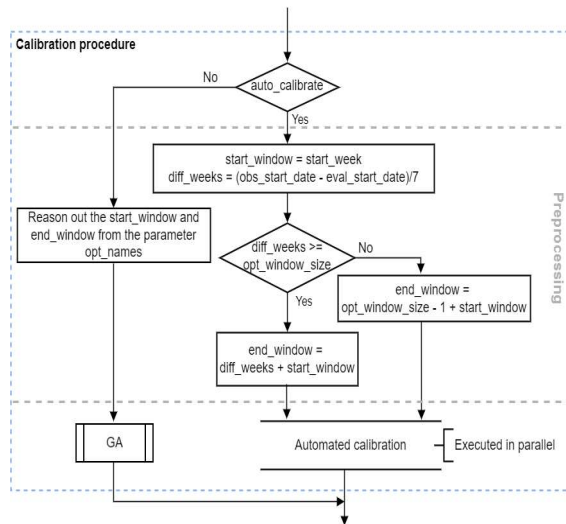 Calibration procedure
auto_calibrate
No
Yes
start_window = start_week
diff_weeks = (obs_start_date - eval_start_date)/7
Reason out the start_window and
end_window from the parameter
opt_names
diff_weeks >=
opt_window_size
No
Yes
end_window =
opt_window_size - 1 + start_window
end_window =
diff_weeks + start_window
Preprocessing
GA
Automated calibration
Executed in parallel